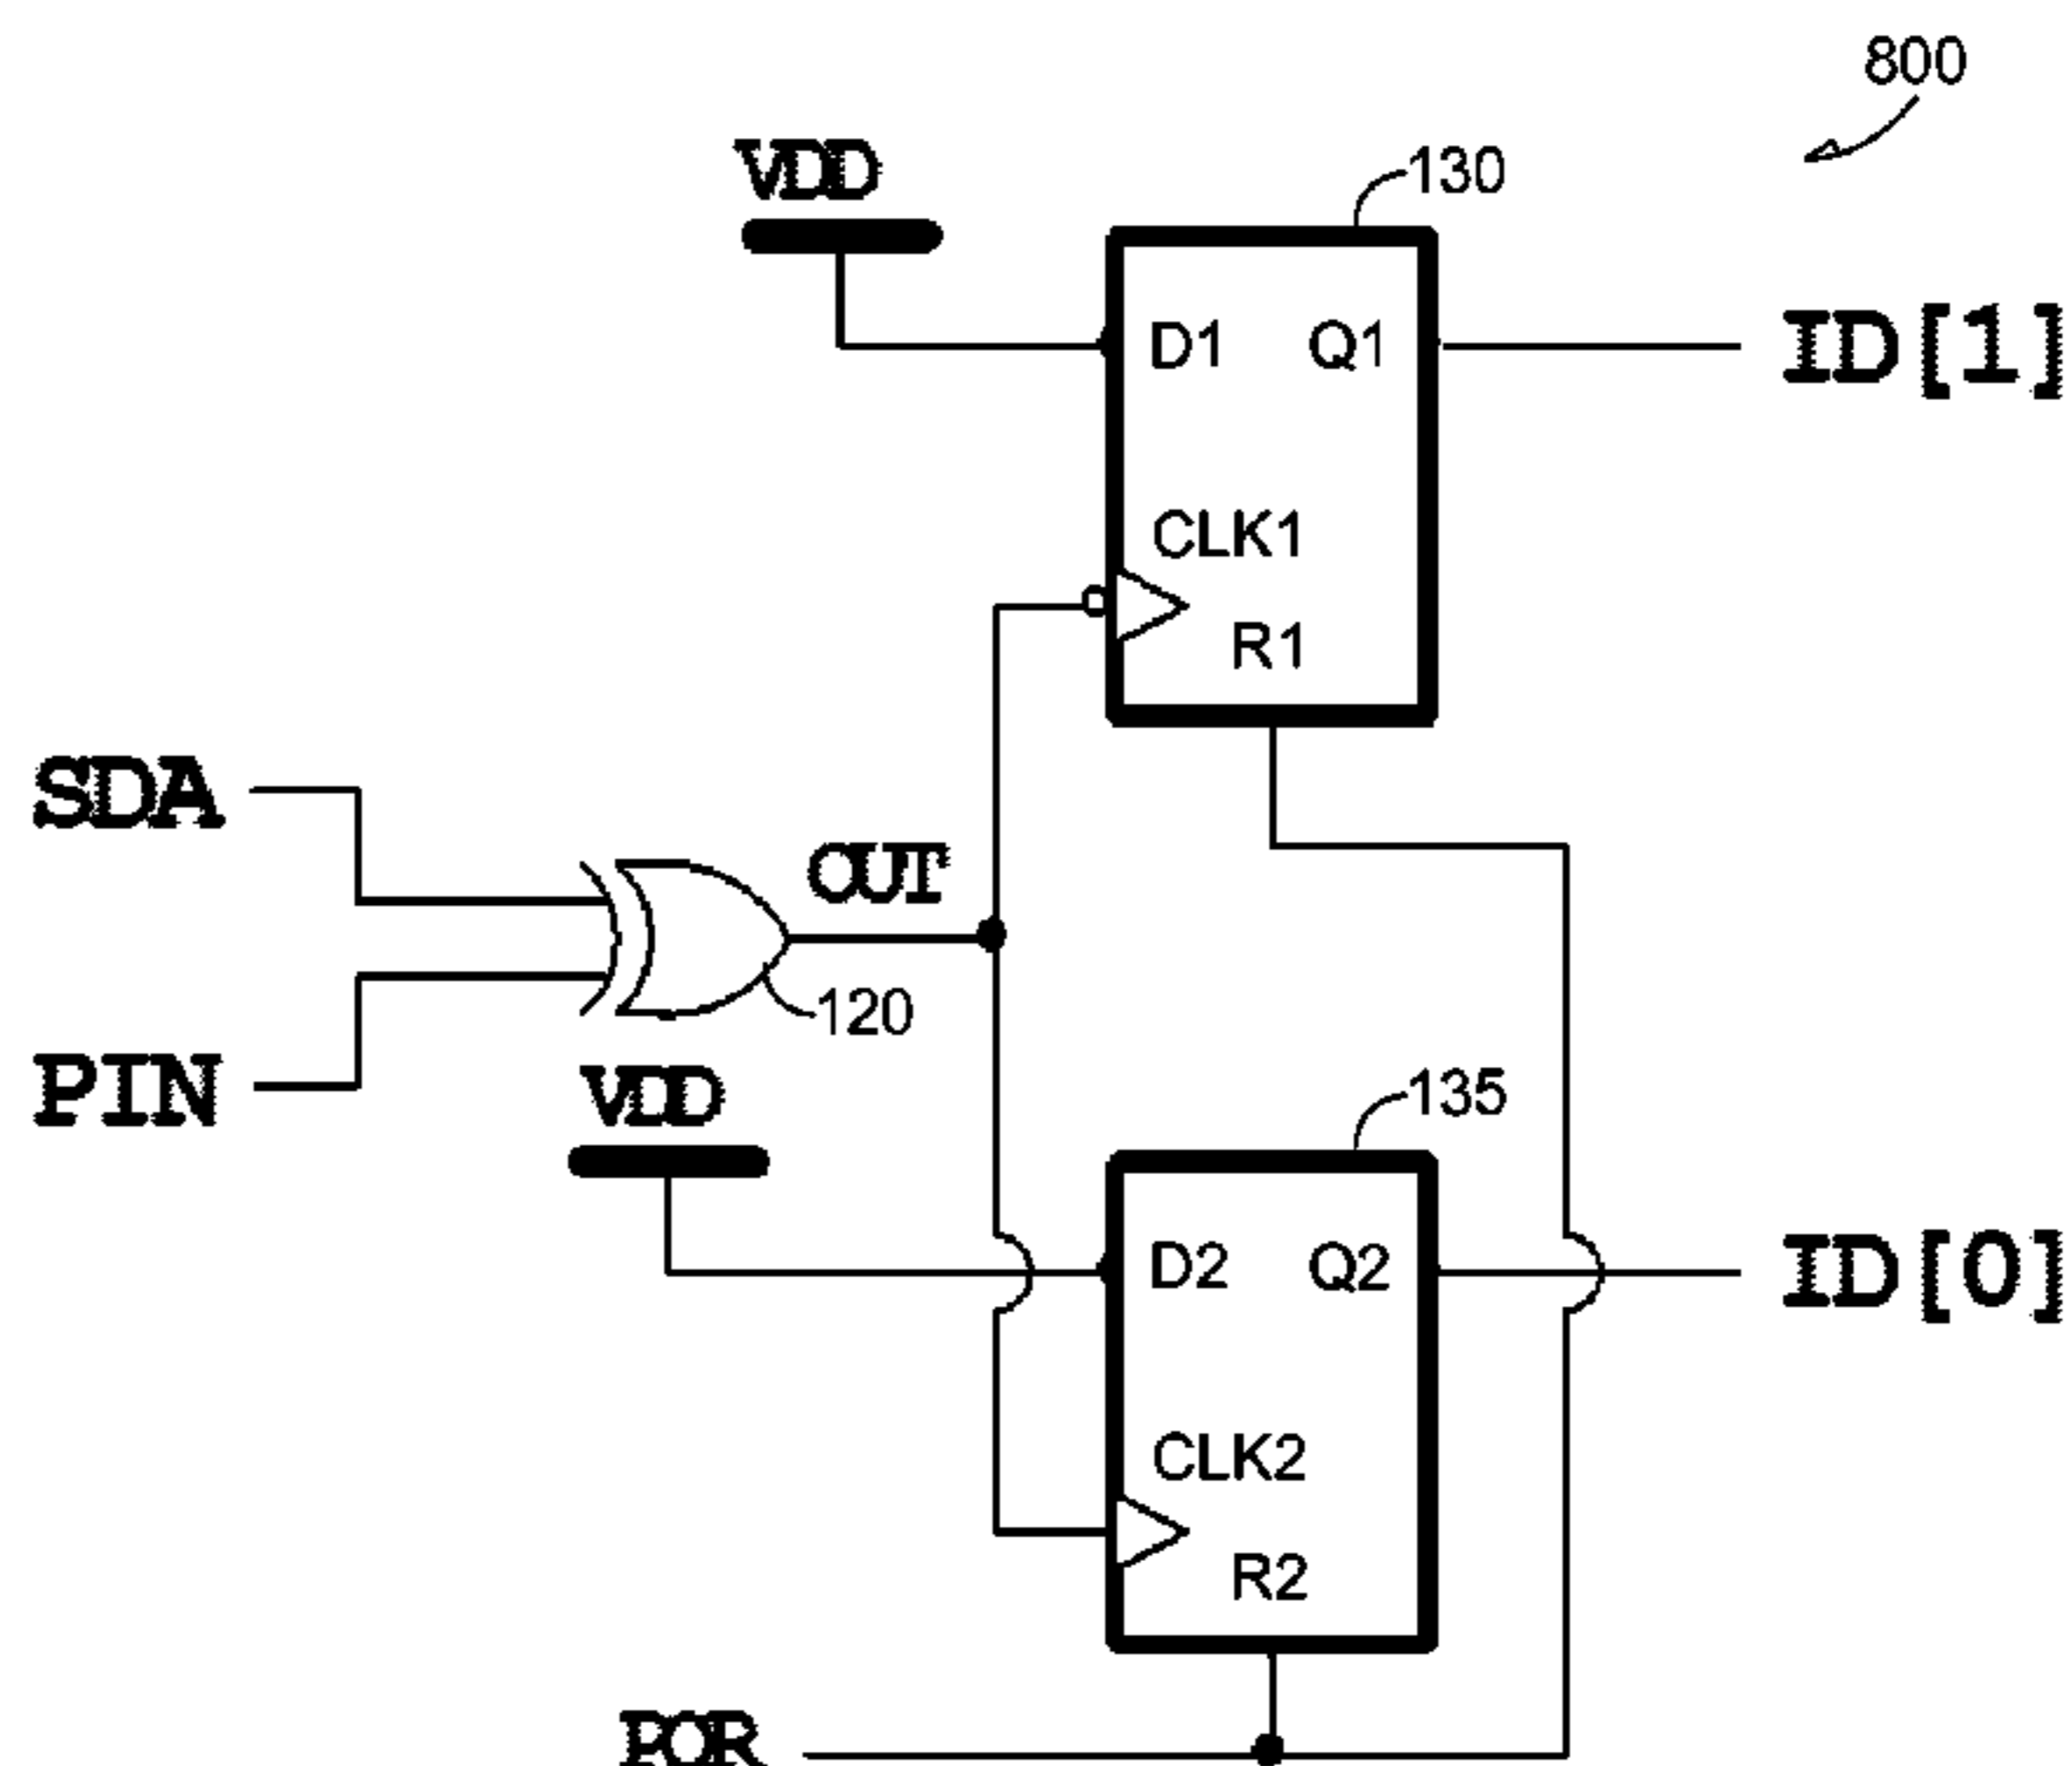 800
VDD
130
D1 Q1
ID[1]
CLK1
R1
SDA
OUT
120
PIN
VDD
135
D2 Q2
ID[0]
CLK2
R2
POR